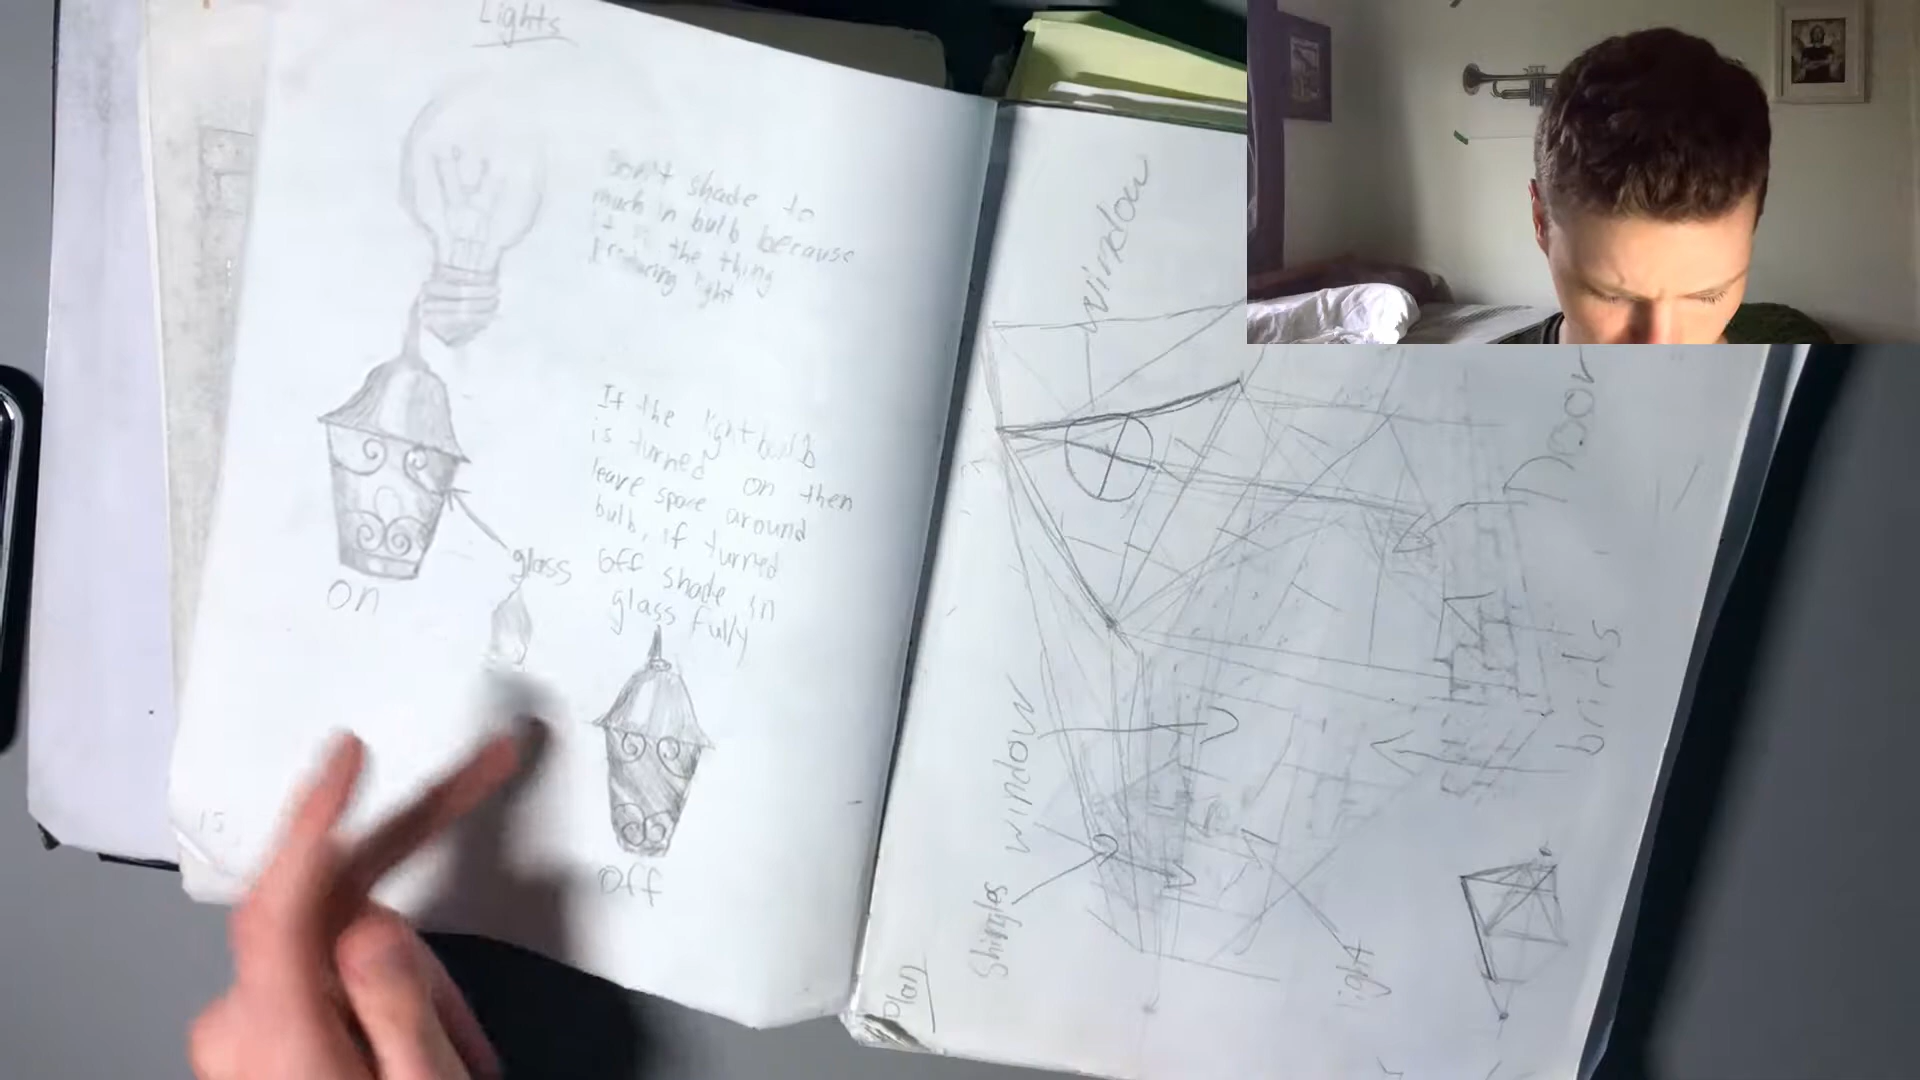 Lights
Don't shade to
much in bulb because
it is the thing
producing light
If the light bulb
is turned on then
leave space around
bulb, if turned
off shade in
glass fully
glass
on
off
15
Plan
window
Door
window
Shingles
light